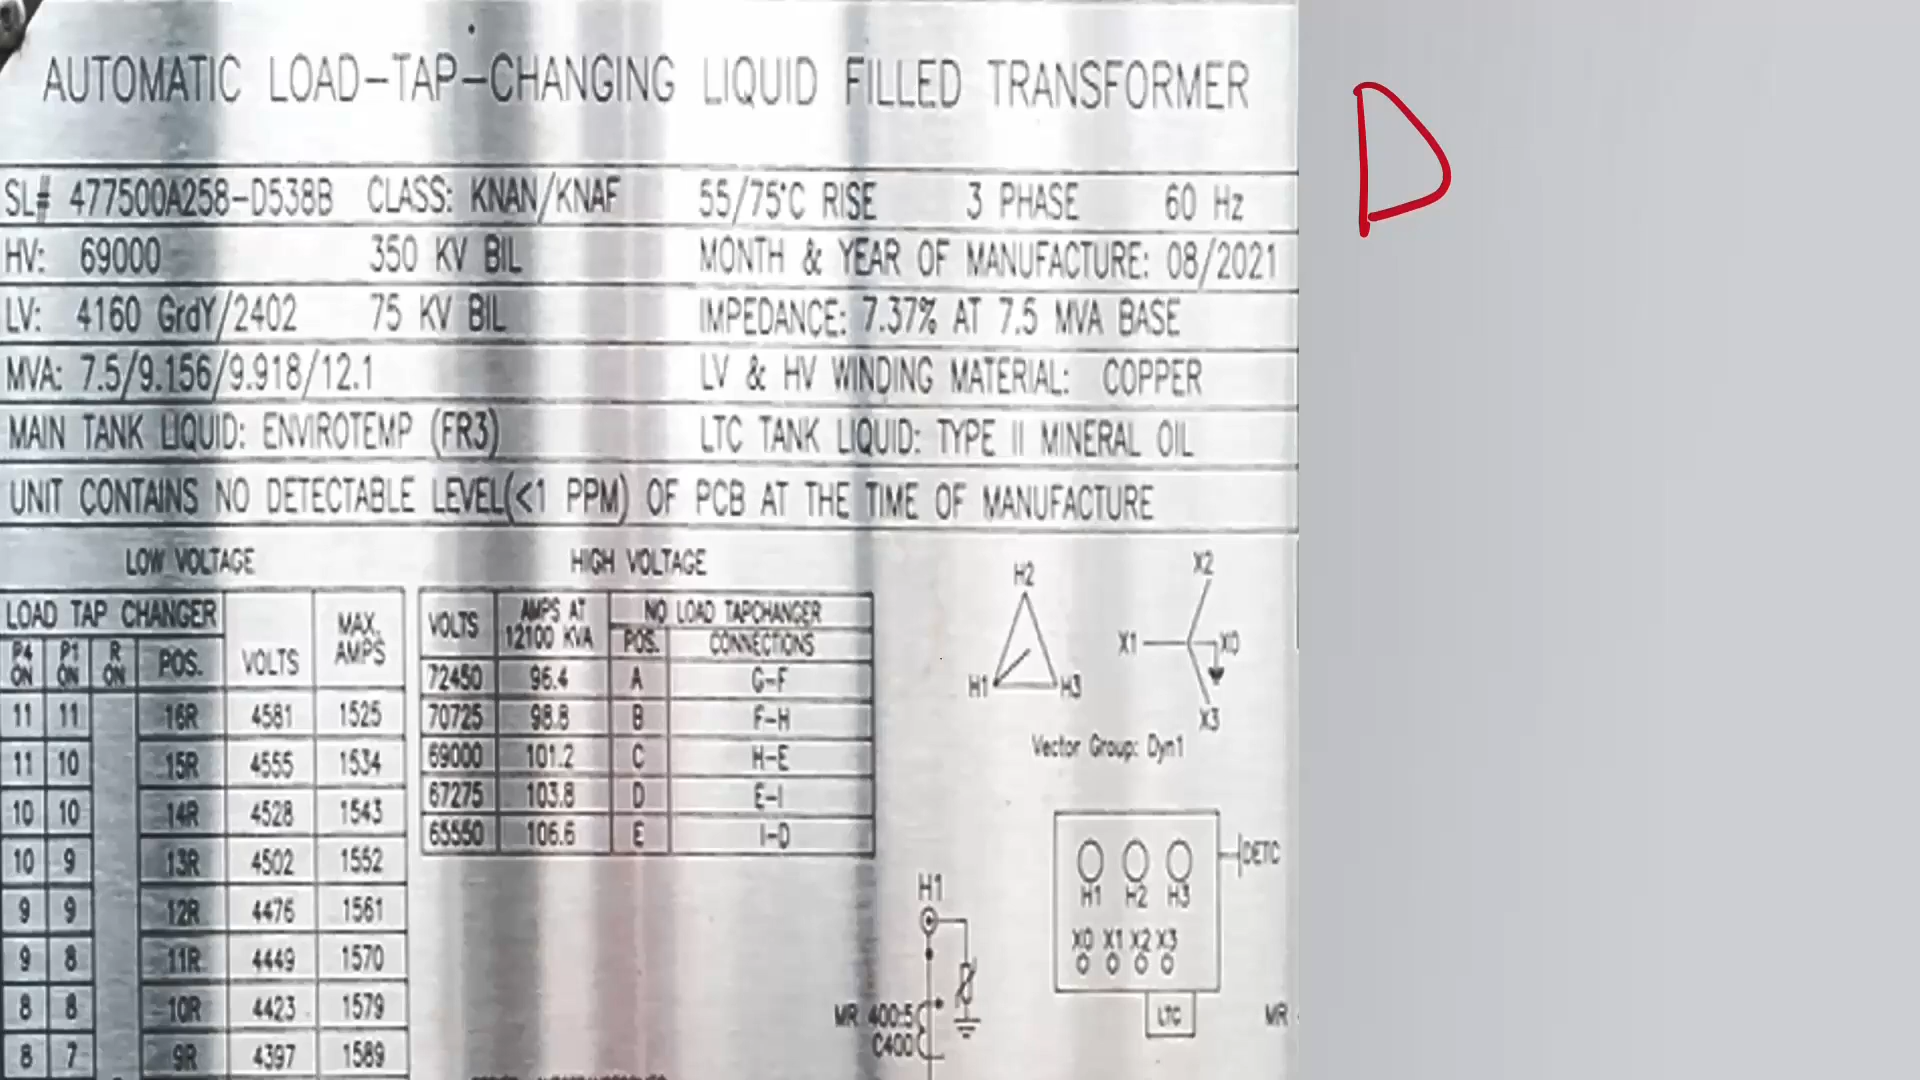 AUTOMATIC LOAD-TAP-CHANGING LIQUID FILLED TRANSFORMER
D
SL# 477500A258-D538B CLASS: KNAN/KNAF 55/75°C RISE 3 PHASE 60 Hz
HV: 69000 350 KV BIL MONTH & YEAR OF MANUFACTURE: 08/2021
LV: 4160 GrdY/2402 75 KV BIL IMPEDANCE: 7.37% AT 7.5 MVA BASE
MVA: 7.5/9.156/9.918/12.1 LV & HV WINDING MATERIAL: COPPER
MAIN TANK LIQUID: ENVIROTEMP (FR3) LTC TANK LIQUID: TYPE II MINERAL OIL
UNIT CONTAINS NO DETECTABLE LEVEL(<1 PPM) OF PCB AT THE TIME OF MANUFACTURE
LOW VOLTAGE
LOAD TAP CHANGER VOLTS MAX. AMPS
P4 ON P1 ON R ON POS.
11 11 16R 4581 1525
11 10 15R 4555 1534
10 10 14R 4528 1543
10 9 13R 4502 1552
9 9 12R 4476 1561
9 8 11R 4449 1570
8 8 10R 4423 1579
8 7 9R 4397 1589
HIGH VOLTAGE
VOLTS AMPS AT 12100 KVA NO LOAD TAPCHANGER
POS. CONNECTIONS
72450 96.4 A G-F
70725 98.8 B F-H
69000 101.2 C H-E
67275 103.8 D E-I
65550 106.6 E I-D
H2
H1 H3
X2
X1 X0
X3
Vector Group: Dyn1
H1 H2 H3
DETC
X0 X1 X2 X3
LTC
H1
MR 400:5
C400
MR